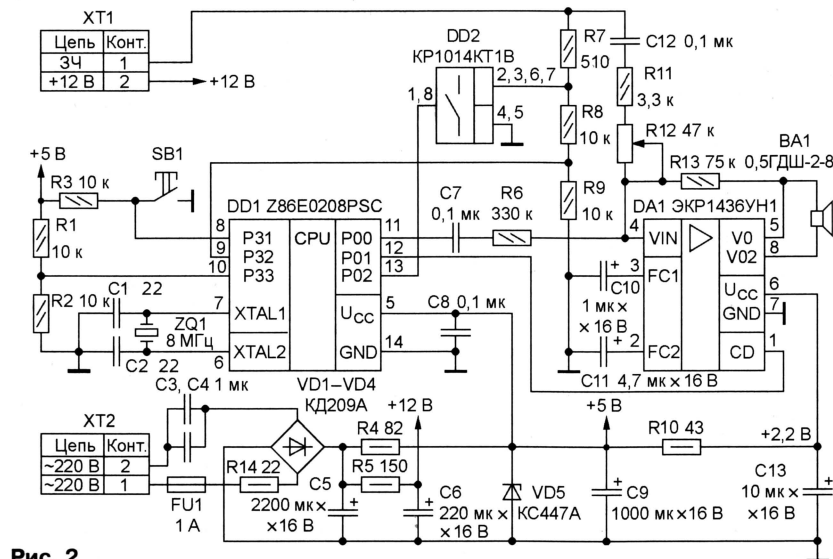 XT1
Цепь Конт.
ЗЧ 1
+12 В 2
+12 В
DD2
КР1014КТ1В
1, 8
2, 3, 6, 7
4, 5
R7
510
C12 0,1 мк
R11
3,3 к
R8
10 к
R12 47 к
R13 75 к
BA1
0,5ГДШ-2-8
+5 В
SB1
R3 10 к
R1
10 к
R2 10 к
DD1 Z86E0208PSC
8 P31
9 P32
10 P33
7 XTAL1
6 XTAL2
CPU
P00 11
P01 12
P02 13
UCC 5
GND 14
C7
0,1 мк
R6
330 к
R9
10 к
DA1 ЭКР1436УН1
4 VIN
3 FC1
2 FC2
V0 5
V02 8
UCC 6
GND 7
CD 1
C10
1 мк×
×16 В
C11 4,7 мк×16 В
C1 22
ZQ1
8 МГц
C2 22
C8 0,1 мк
C3, C4 1 мк
VD1–VD4
КД209А
XT2
Цепь Конт.
~220 В 2
~220 В 1
FU1
1 А
R14 22
R4 82
R5 150
+12 В
C5
2200 мк×
×16 В
C6
220 мк×
×16 В
VD5
КС447А
+5 В
C9
1000 мк×16 В
R10 43
+2,2 В
C13
10 мк×
×16 В
Рис. 2